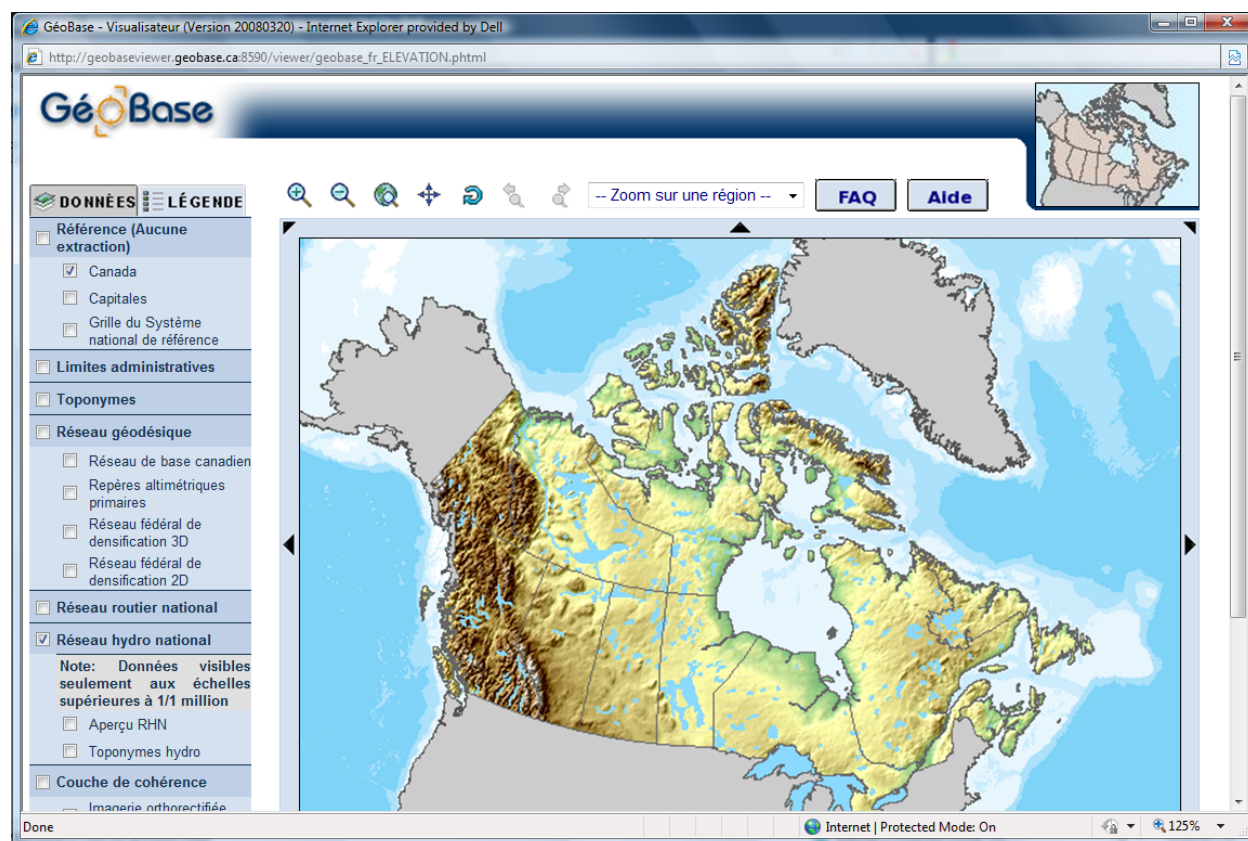 GéoBase - Visualisateur (Version 20080320) - Internet Explorer provided by Dell
http://geobaseviewer.geobase.ca:8590/viewer/geobase_fr_ELEVATION.phtml
GéoBase
DONNÈES
LÉGENDE
-- Zoom sur une région --
FAQ
Aide
Référence (Aucune
extraction)
Canada
Capitales
Grille du Système
national de référence
Limites administratives
Toponymes
Réseau géodésique
Réseau de base canadien
Repères altimétriques
primaires
Réseau fédéral de
densification 3D
Réseau fédéral de
densification 2D
Réseau routier national
Réseau hydro national
Note: Données visibles
seulement aux échelles
supérieures à 1/1 million
Aperçu RHN
Toponymes hydro
Couche de cohérence
Imagerie orthorectifiée
Done
Internet | Protected Mode: On
125%